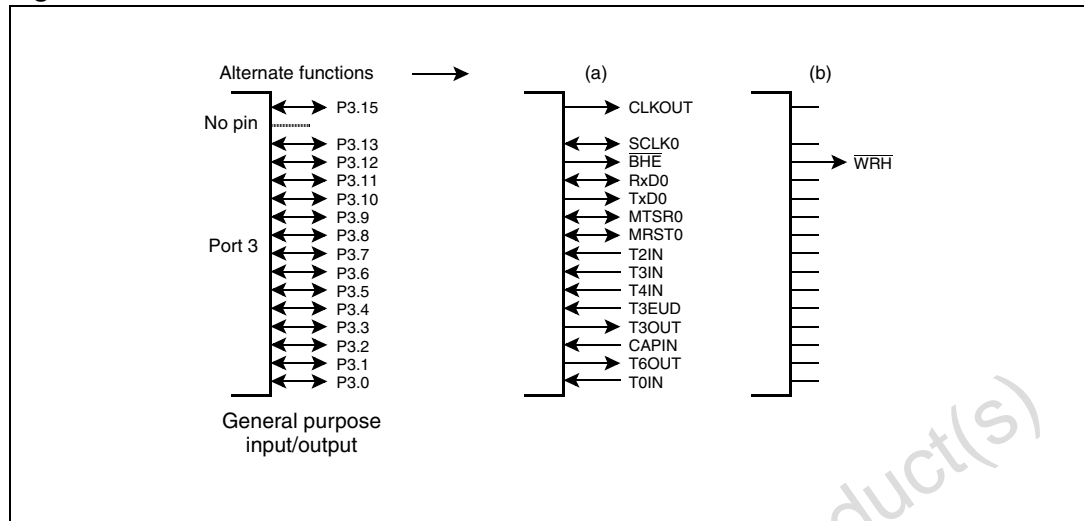 Alternate functions (a) (b)
P3.15 CLKOUT
No pin
P3.13 SCLK0
P3.12 BHE WRH
P3.11 RxD0
P3.10 TxD0
P3.9 MTSR0
P3.8 MRST0
Port 3 P3.7 T2IN
P3.6 T3IN
P3.5 T4IN
P3.4 T3EUD
P3.3 T3OUT
P3.2 CAPIN
P3.1 T6OUT
P3.0 T0IN
General purpose
input/output